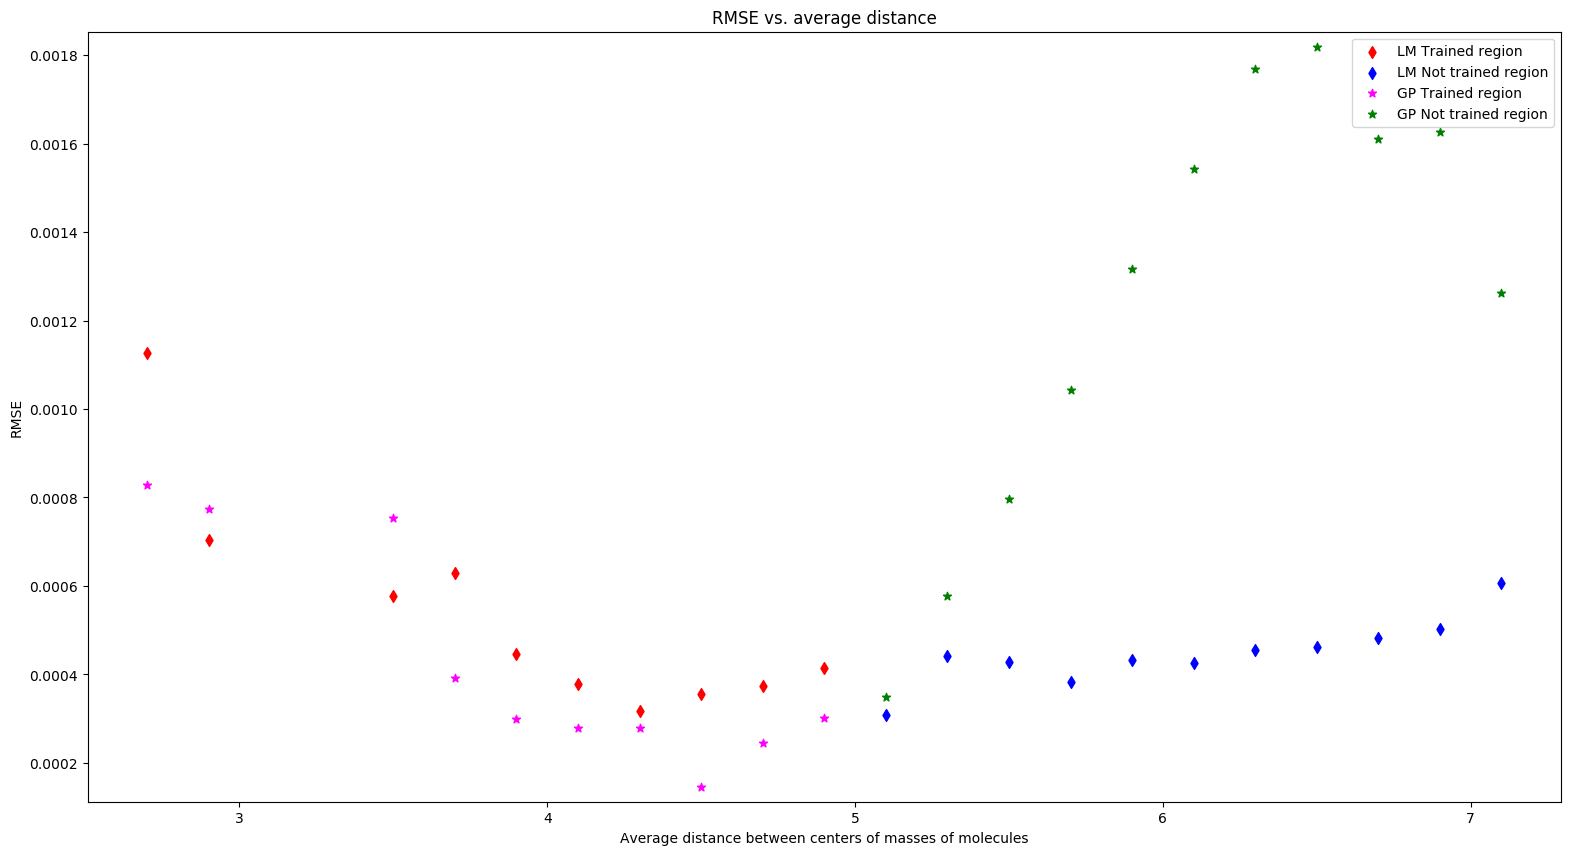 RMSE vs. average distance
LM Trained region
LM Not trained region
GP Trained region
GP Not trained region
0.0018
0.0016
0.0014
0.0012
0.0010
0.0008
0.0006
0.0004
0.0002
RMSE
3 4 5 6 7
Average distance between centers of masses of molecules